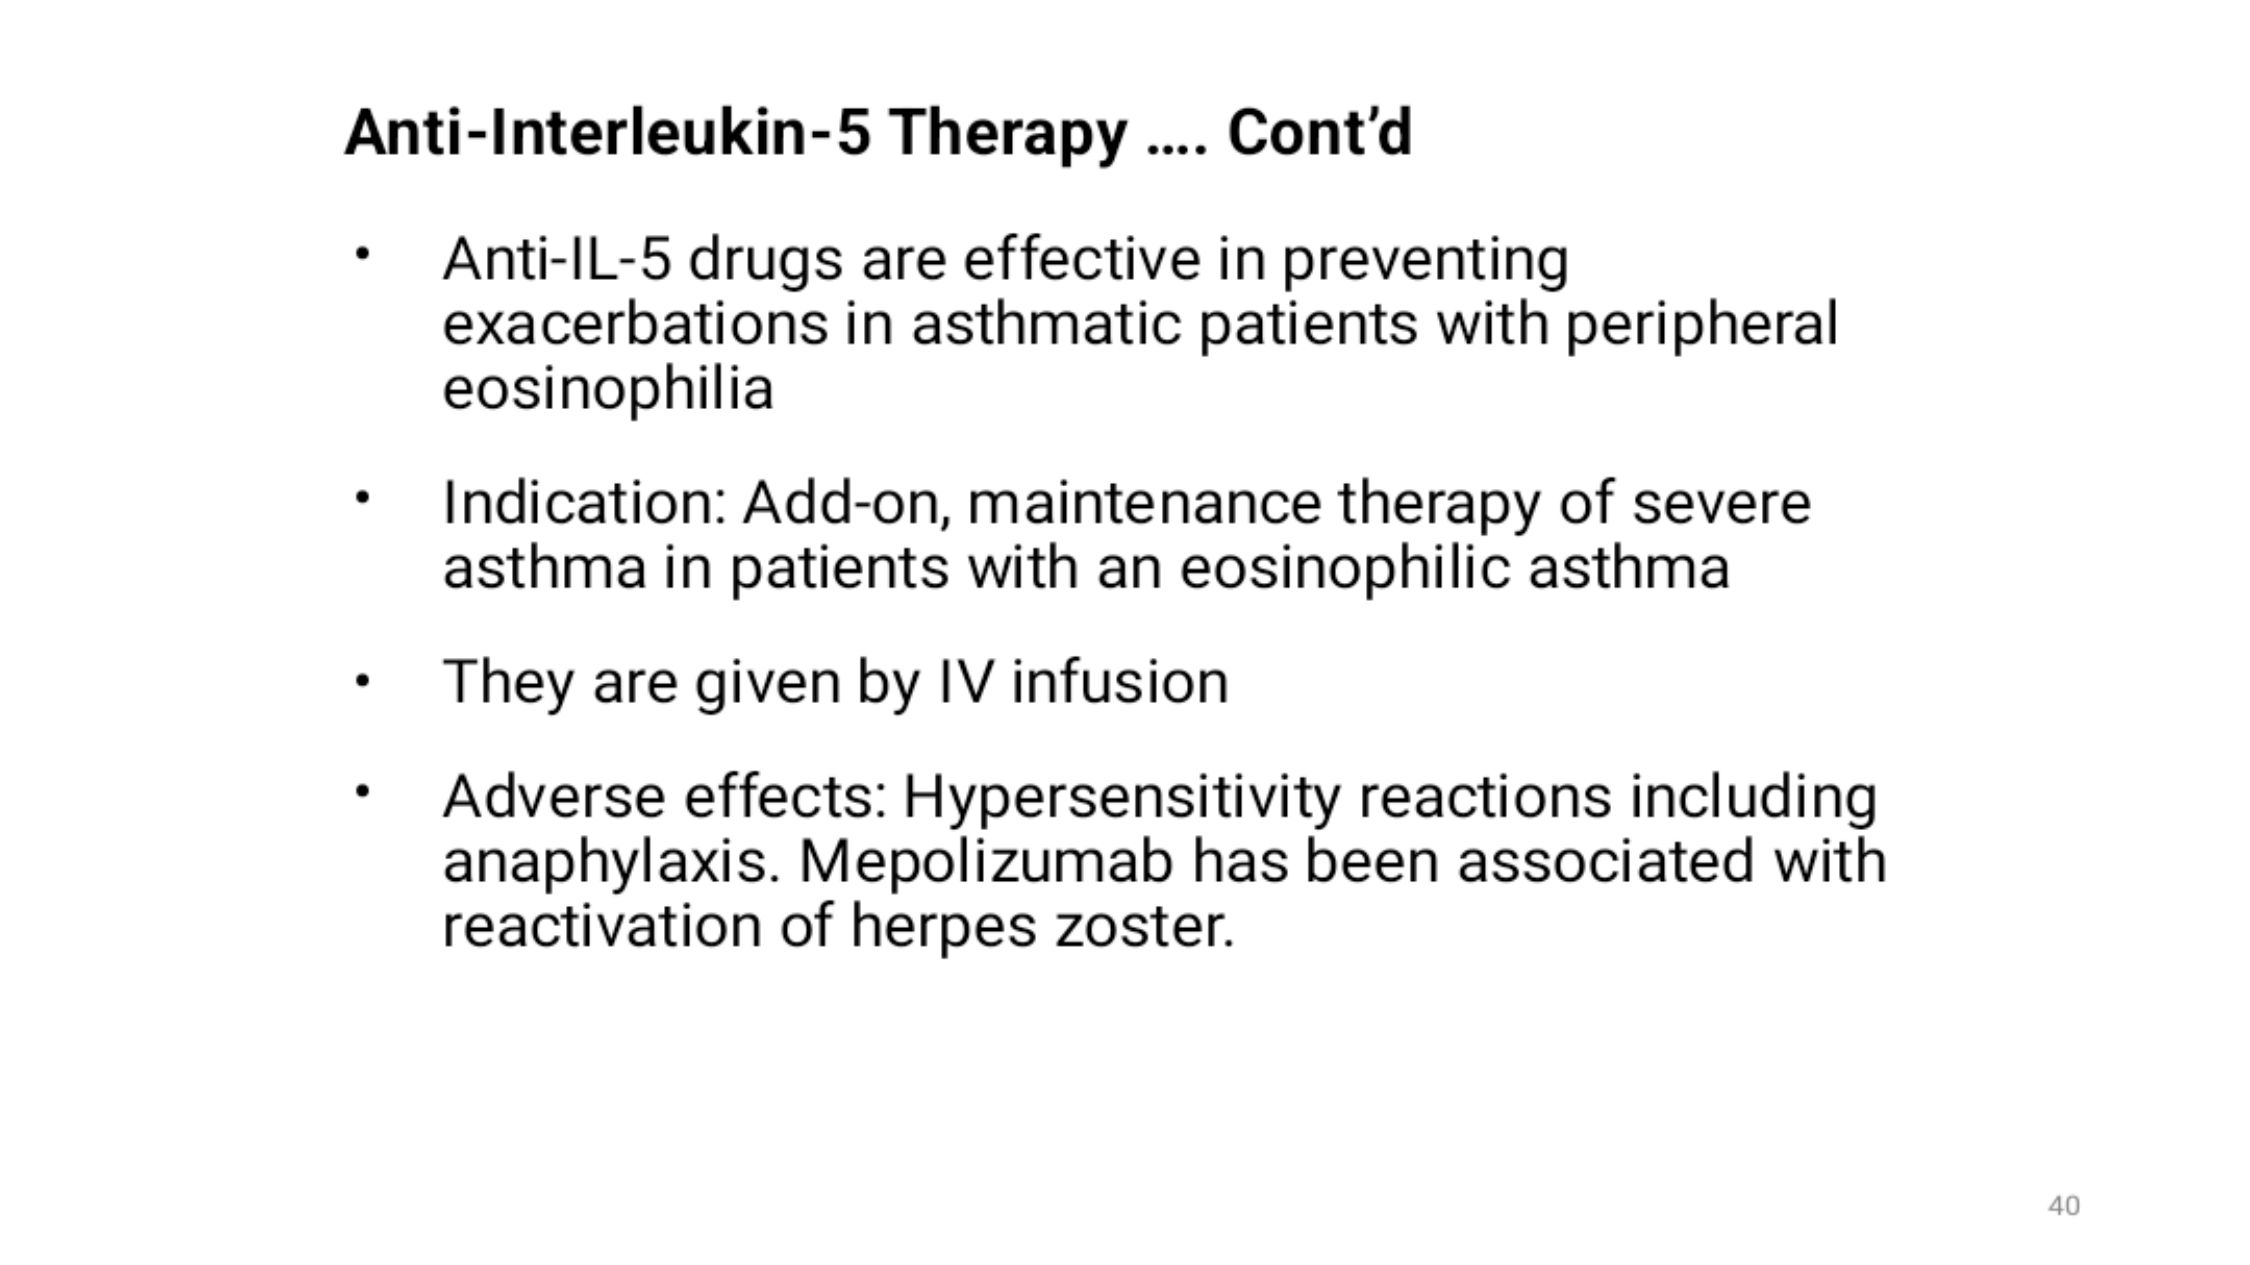 Anti-Interleukin-5 Therapy .... Cont’d
• Anti-IL-5 drugs are effective in preventing
exacerbations in asthmatic patients with peripheral
eosinophilia
• Indication: Add-on, maintenance therapy of severe
asthma in patients with an eosinophilic asthma
• They are given by IV infusion
• Adverse effects: Hypersensitivity reactions including
anaphylaxis. Mepolizumab has been associated with
reactivation of herpes zoster.
40